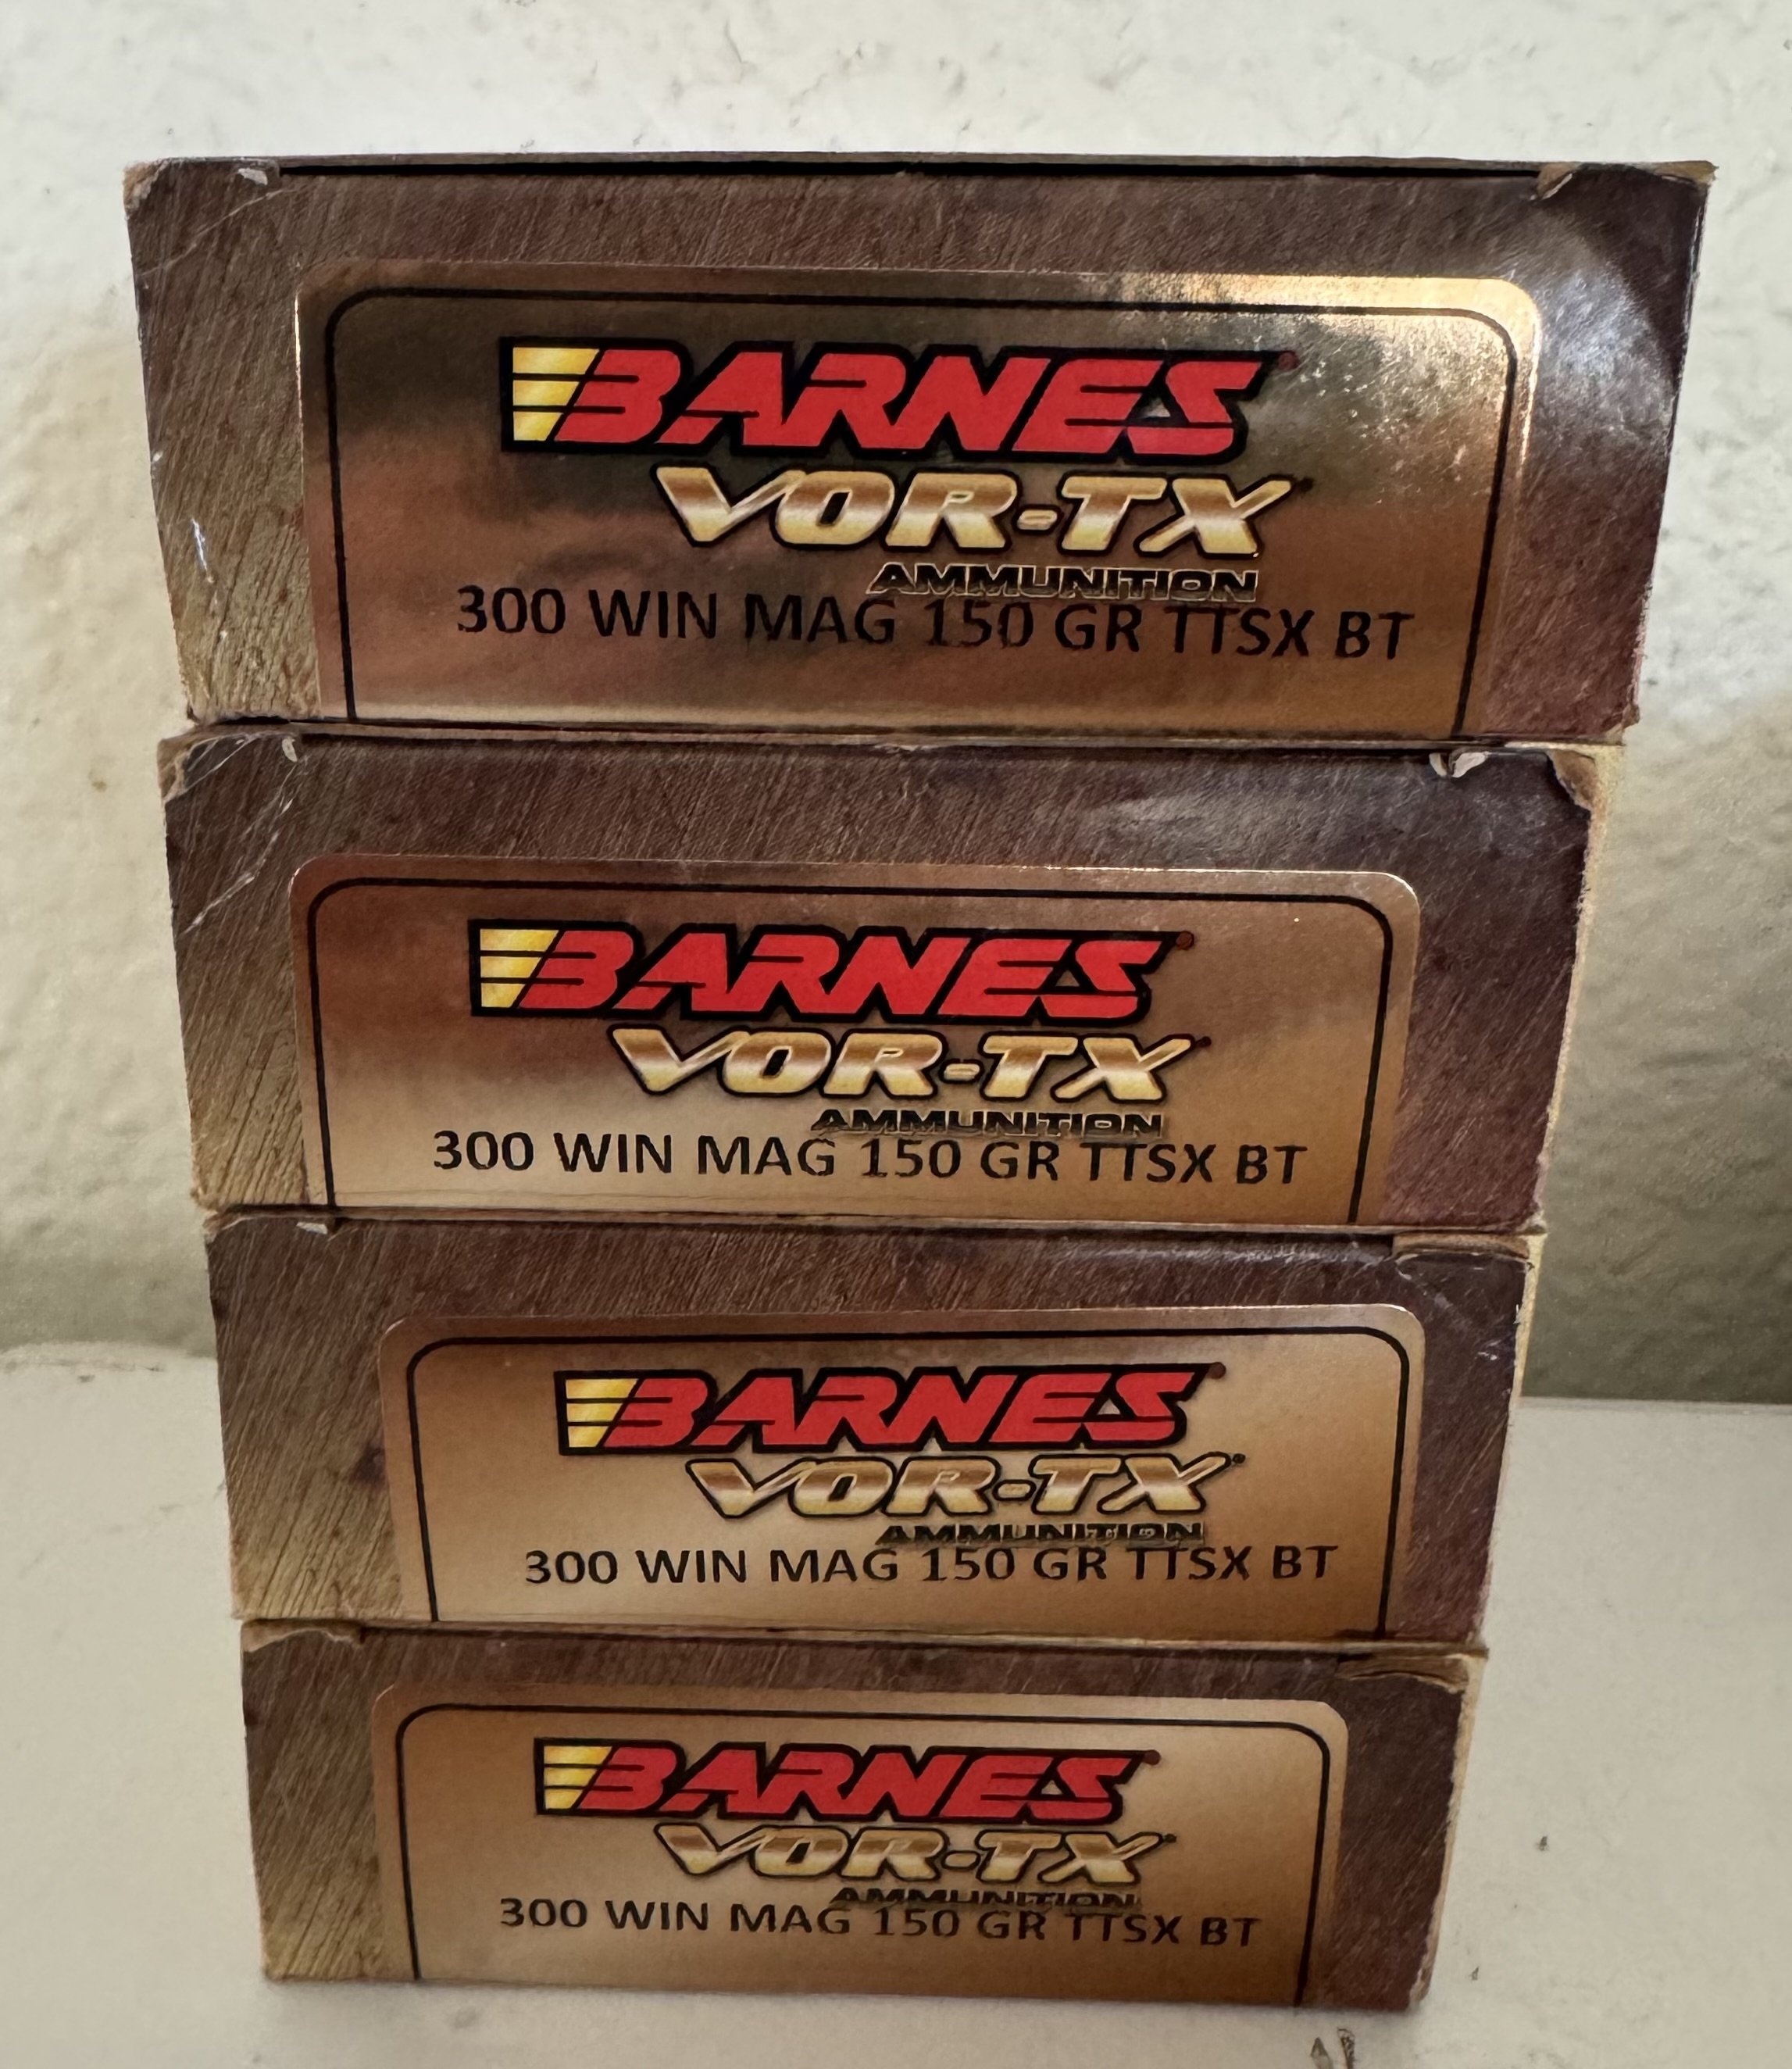 BARNES
VOR-TX
AMMUNITION
300 WIN MAG 150 GR TTSX BT
BARNES
VOR-TX
AMMUNITION
300 WIN MAG 150 GR TTSX BT
BARNES
VOR-TX
AMMUNITION
300 WIN MAG 150 GR TTSX BT
BARNES
VOR-TX
AMMUNITION
300 WIN MAG 150 GR TTSX BT